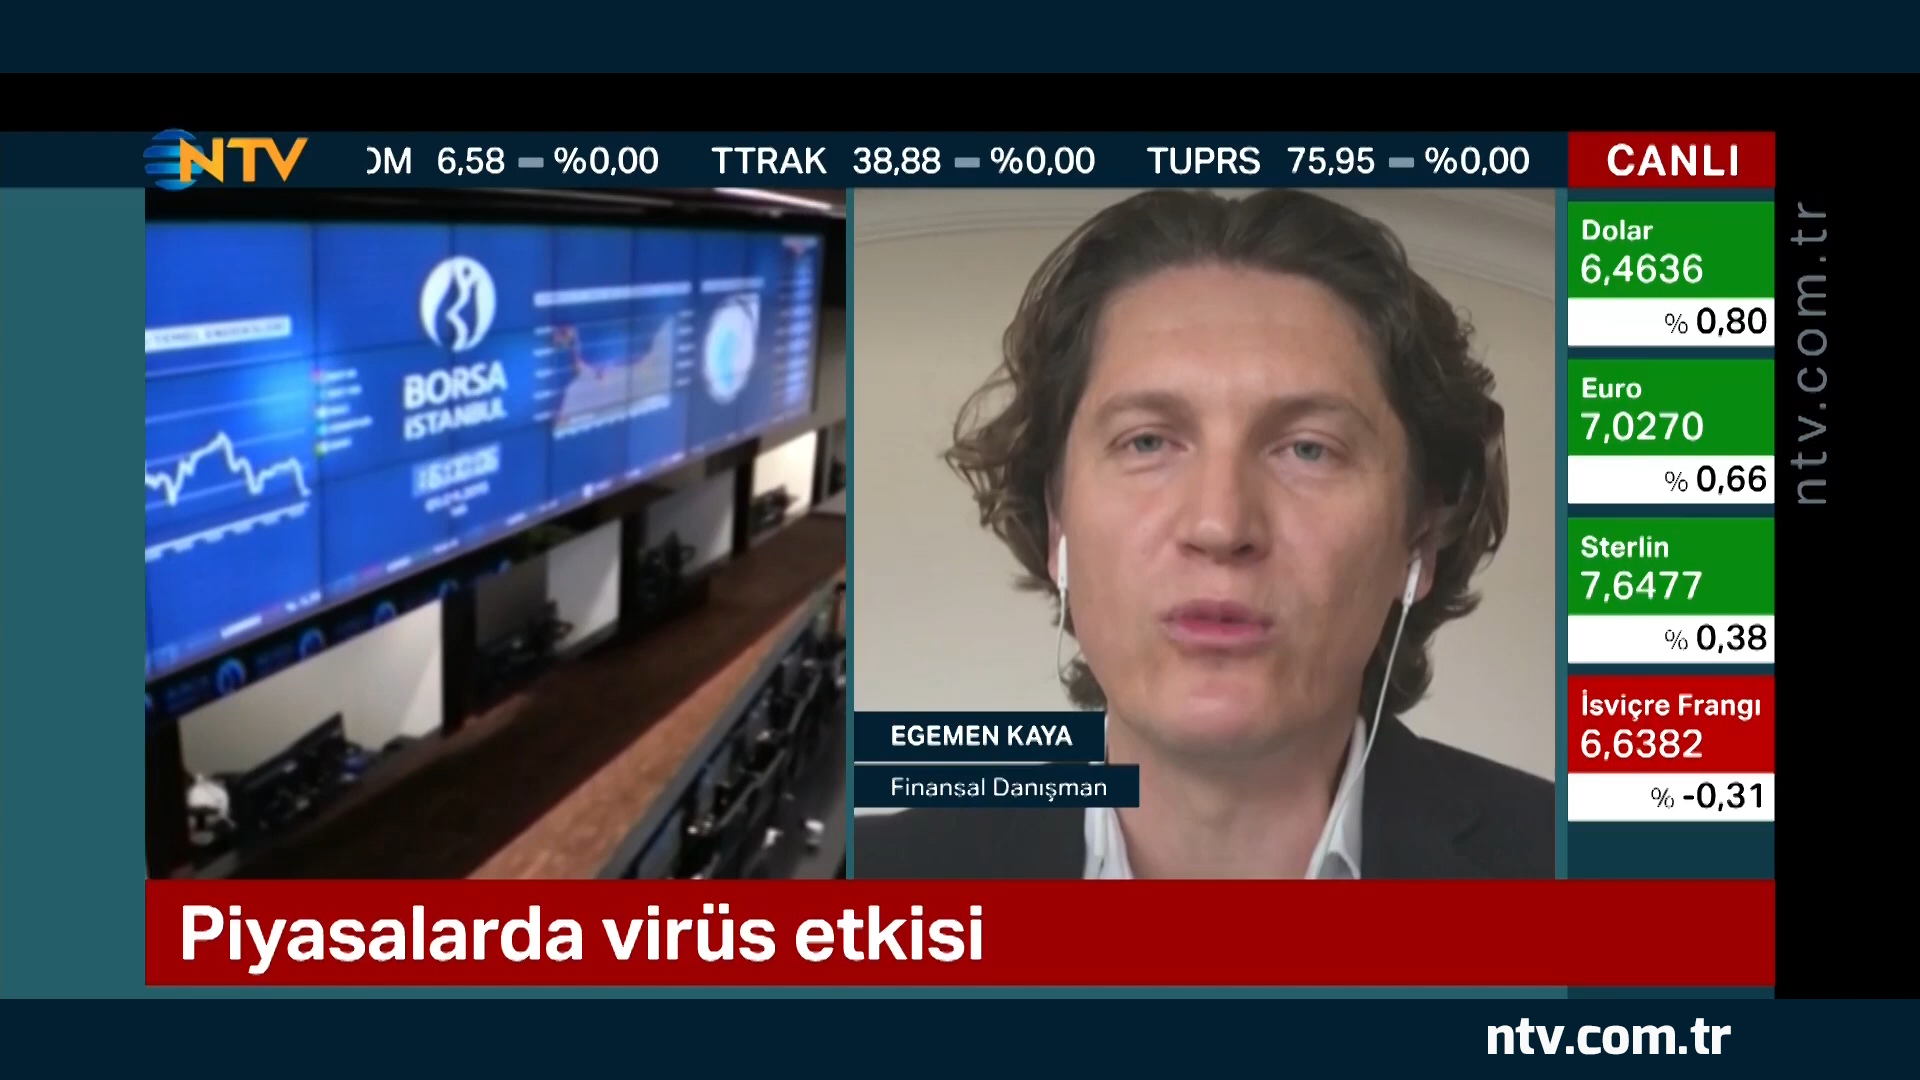 NTV
OM 6,58 %0,00 TTRAK 38,88 %0,00 TUPRS 75,95 %0,00
CANLI
Dolar
6,4636
% 0,80
Euro
7,0270
% 0,66
Sterlin
7,6477
% 0,38
İsviçre Frangı
6,6382
% -0,31
ntv.com.tr
BORSA
ISTANBUL
EGEMEN KAYA
Finansal Danışman
Piyasalarda virüs etkisi
ntv.com.tr